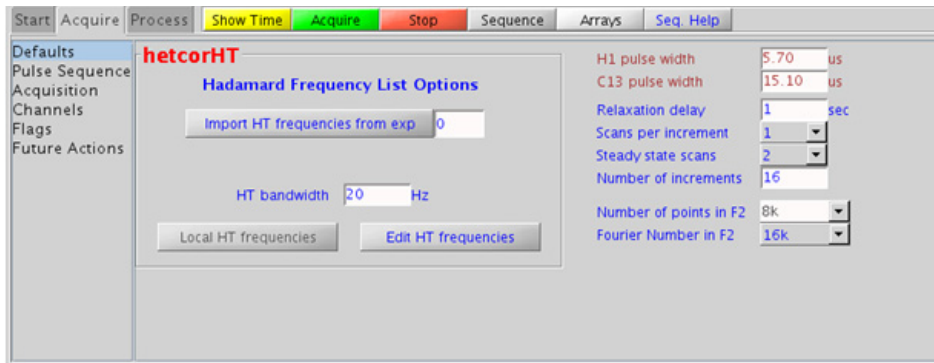 Start Acquire Process Show Time Acquire Stop Sequence Arrays Seq. Help
Defaults
Pulse Sequence
Acquisition
Channels
Flags
Future Actions
hetcorHT
Hadamard Frequency List Options
Import HT frequencies from exp 0
HT bandwidth 20 Hz
Local HT frequencies Edit HT frequencies
H1 pulse width 5.70 us
C13 pulse width 15.10 us
Relaxation delay 1 sec
Scans per increment 1
Steady state scans 2
Number of increments 16
Number of points in F2 8k
Fourier Number in F2 16k